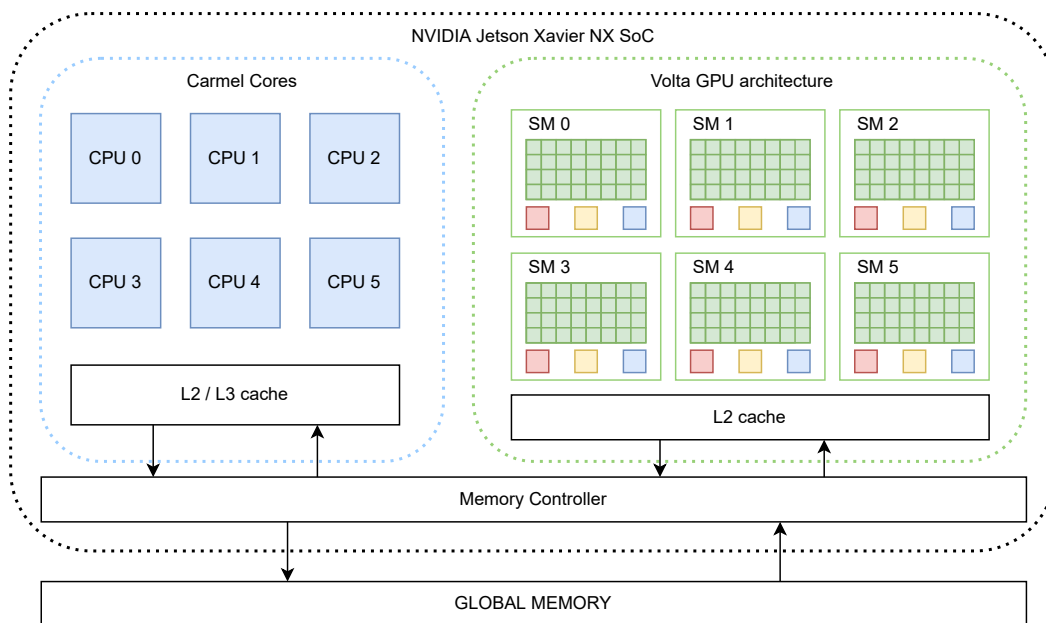 NVIDIA Jetson Xavier NX SoC
Carmel Cores
CPU 0
CPU 1
CPU 2
CPU 3
CPU 4
CPU 5
L2 / L3 cache
Volta GPU architecture
SM 0
SM 1
SM 2
SM 3
SM 4
SM 5
L2 cache
Memory Controller
GLOBAL MEMORY